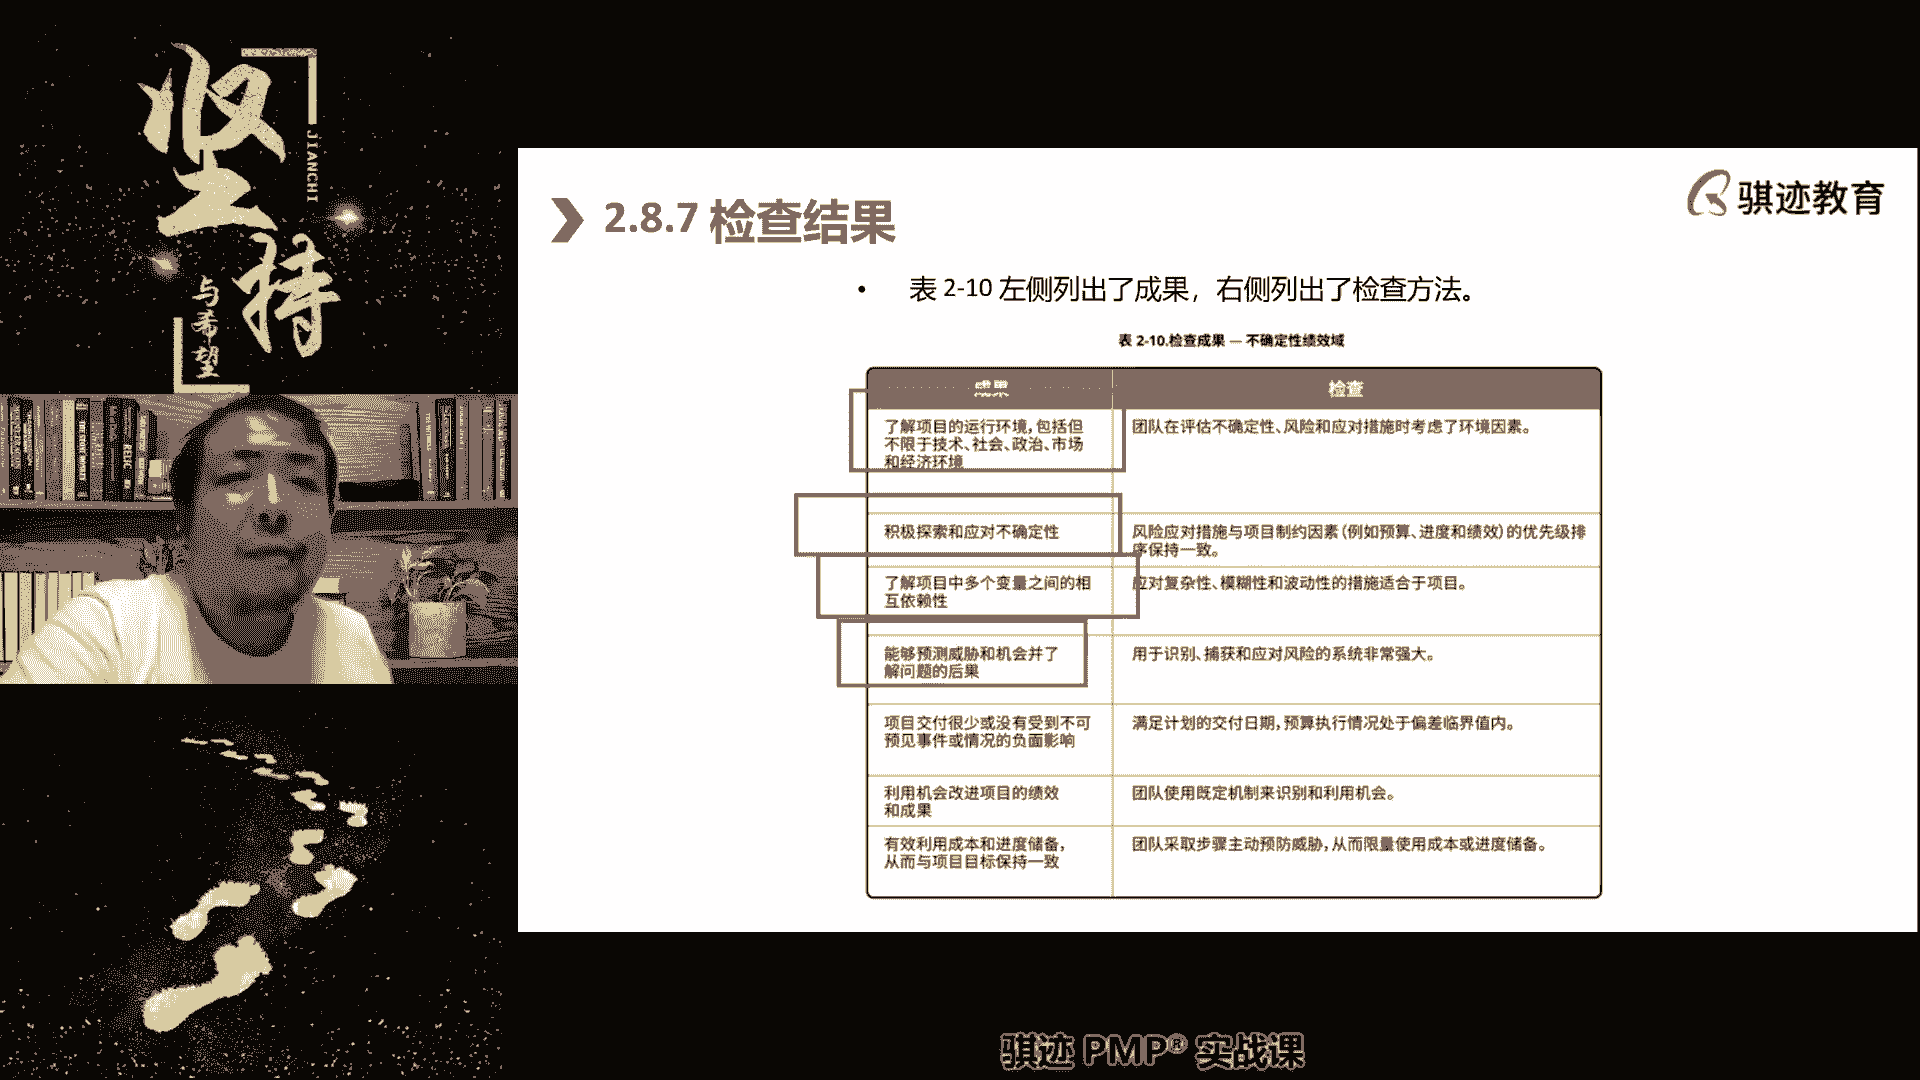 坚持
JIANCHI
与希望
2.8.7 检查结果
骐迹教育
• 表 2-10 左侧列出了成果，右侧列出了检查方法。
表 2-10.检查成果 — 不确定性绩效域
成果
检查
了解项目的运行环境，包括但
不限于技术、社会、政治、市场
和经济环境
团队在评估不确定性、风险和应对措施时考虑了环境因素。
积极探索和应对不确定性
风险应对措施与项目制约因素（例如预算、进度和绩效）的优先级排
序保持一致。
了解项目中多个变量之间的相
互依赖性
应对复杂性、模糊性和波动性的措施适合于项目。
能够预测威胁和机会并了
解问题的后果
用于识别、捕获和应对风险的系统非常强大。
项目交付很少或没有受到不可
预见事件或情况的负面影响
满足计划的交付日期，预算执行情况处于偏差临界值内。
利用机会改进项目的绩效
和成果
团队使用既定机制来识别和利用机会。
有效利用成本和进度储备，
从而与项目目标保持一致
团队采取步骤主动预防威胁，从而限量使用成本或进度储备。
骐迹 PMP® 实战课